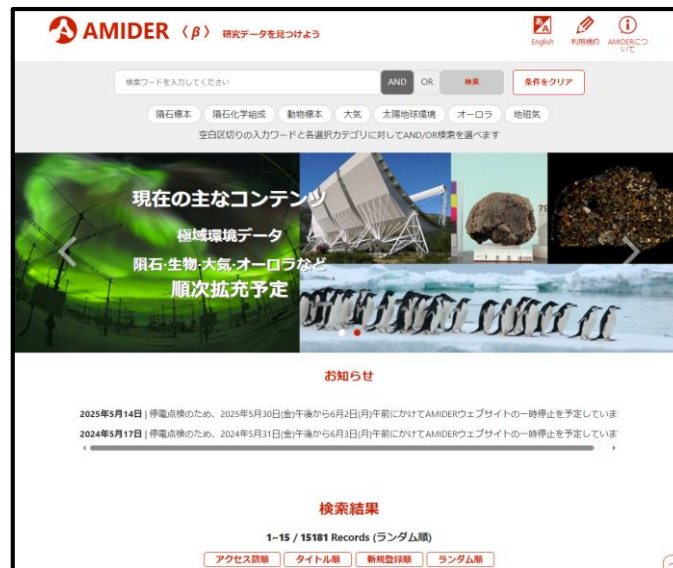 AMIDER 〈β〉 研究データを見つけよう
あ A
English
利用規約
AMIDERについて
検索ワードを入力してください
AND
OR
検索
条件をクリア
隕石標本
隕石化学組成
動物標本
大気
太陽地球環境
オーロラ
地磁気
空白区切りの入力ワードと各選択カテゴリに対してAND/OR検索を選べます
現在の主なコンテンツ
極域環境データ
隕石・生物・大気・オーロラなど
順次拡充予定
お知らせ
2025年5月14日 | 停電点検のため、2025年5月30日(金)午後から6月2日(月)午前にかけてAMIDERウェブサイトの一時停止を予定していま
2024年5月17日 | 停電点検のため、2024年5月31日(金)午後から6月3日(月)午前にかけてAMIDERウェブサイトの一時停止を予定していま
検索結果
1~15 / 15181 Records (ランダム順)
アクセス数順
タイトル順
新規登録順
ランダム順